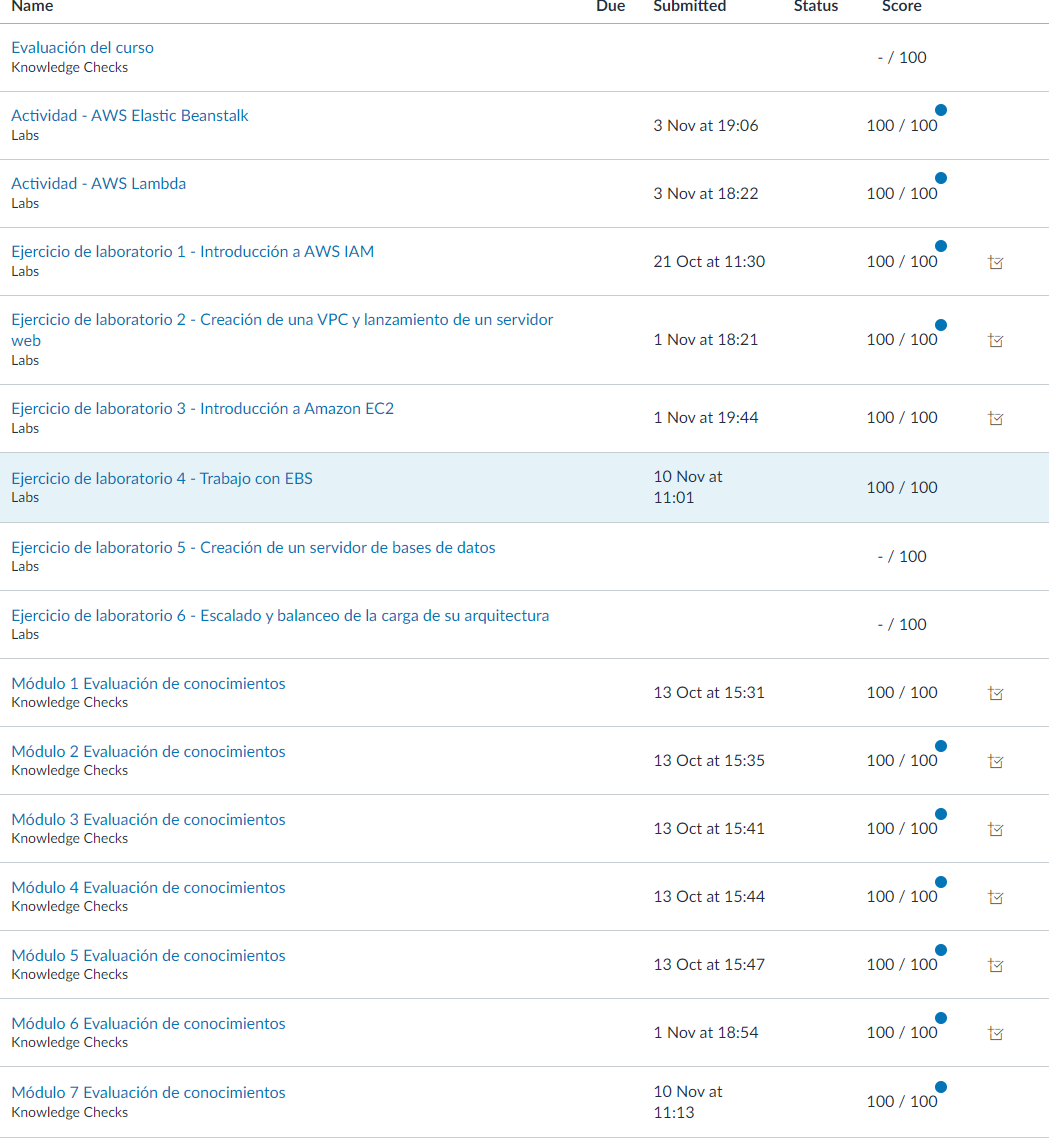 Name Due Submitted Status Score
Evaluación del curso
Knowledge Checks
- / 100
Actividad - AWS Elastic Beanstalk
Labs
3 Nov at 19:06
100 / 100
Actividad - AWS Lambda
Labs
3 Nov at 18:22
100 / 100
Ejercicio de laboratorio 1 - Introducción a AWS IAM
Labs
21 Oct at 11:30
100 / 100
Ejercicio de laboratorio 2 - Creación de una VPC y lanzamiento de un servidor
web
Labs
1 Nov at 18:21
100 / 100
Ejercicio de laboratorio 3 - Introducción a Amazon EC2
Labs
1 Nov at 19:44
100 / 100
Ejercicio de laboratorio 4 - Trabajo con EBS
Labs
10 Nov at
11:01
100 / 100
Ejercicio de laboratorio 5 - Creación de un servidor de bases de datos
Labs
- / 100
Ejercicio de laboratorio 6 - Escalado y balanceo de la carga de su arquitectura
Labs
- / 100
Módulo 1 Evaluación de conocimientos
Knowledge Checks
13 Oct at 15:31
100 / 100
Módulo 2 Evaluación de conocimientos
Knowledge Checks
13 Oct at 15:35
100 / 100
Módulo 3 Evaluación de conocimientos
Knowledge Checks
13 Oct at 15:41
100 / 100
Módulo 4 Evaluación de conocimientos
Knowledge Checks
13 Oct at 15:44
100 / 100
Módulo 5 Evaluación de conocimientos
Knowledge Checks
13 Oct at 15:47
100 / 100
Módulo 6 Evaluación de conocimientos
Knowledge Checks
1 Nov at 18:54
100 / 100
Módulo 7 Evaluación de conocimientos
Knowledge Checks
10 Nov at
11:13
100 / 100